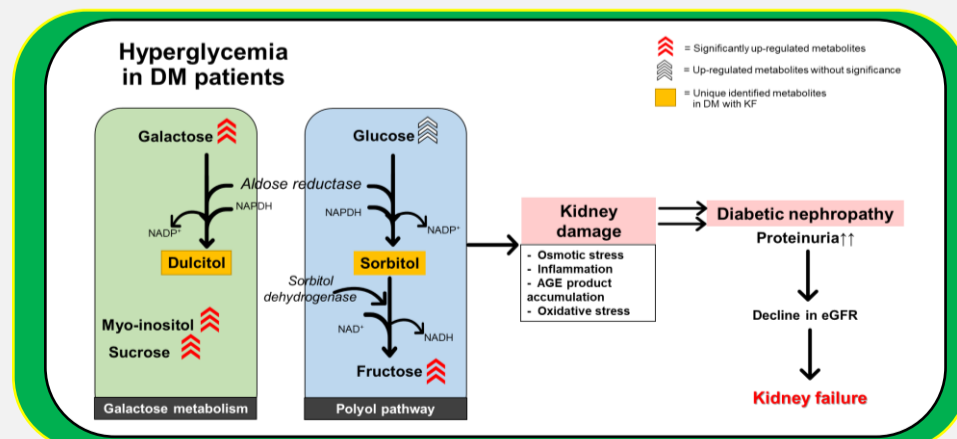 Hyperglycemia
in DM patients
= Significantly up-regulated metabolites
= Up-regulated metabolites without significance
= Unique identified metabolites
in DM with KF
Galactose
Aldose reductase
NAPDH
NADP⁺
Dulcitol
Myo-inositol
Sucrose
Galactose metabolism
Glucose
NAPDH
NADP⁺
Sorbitol
Sorbitol
dehydrogenase
NAD⁺
NADH
Fructose
Polyol pathway
Kidney
damage
- Osmotic stress
- Inflammation
- AGE product
accumulation
- Oxidative stress
Diabetic nephropathy
Proteinuria↑↑
Decline in eGFR
Kidney failure